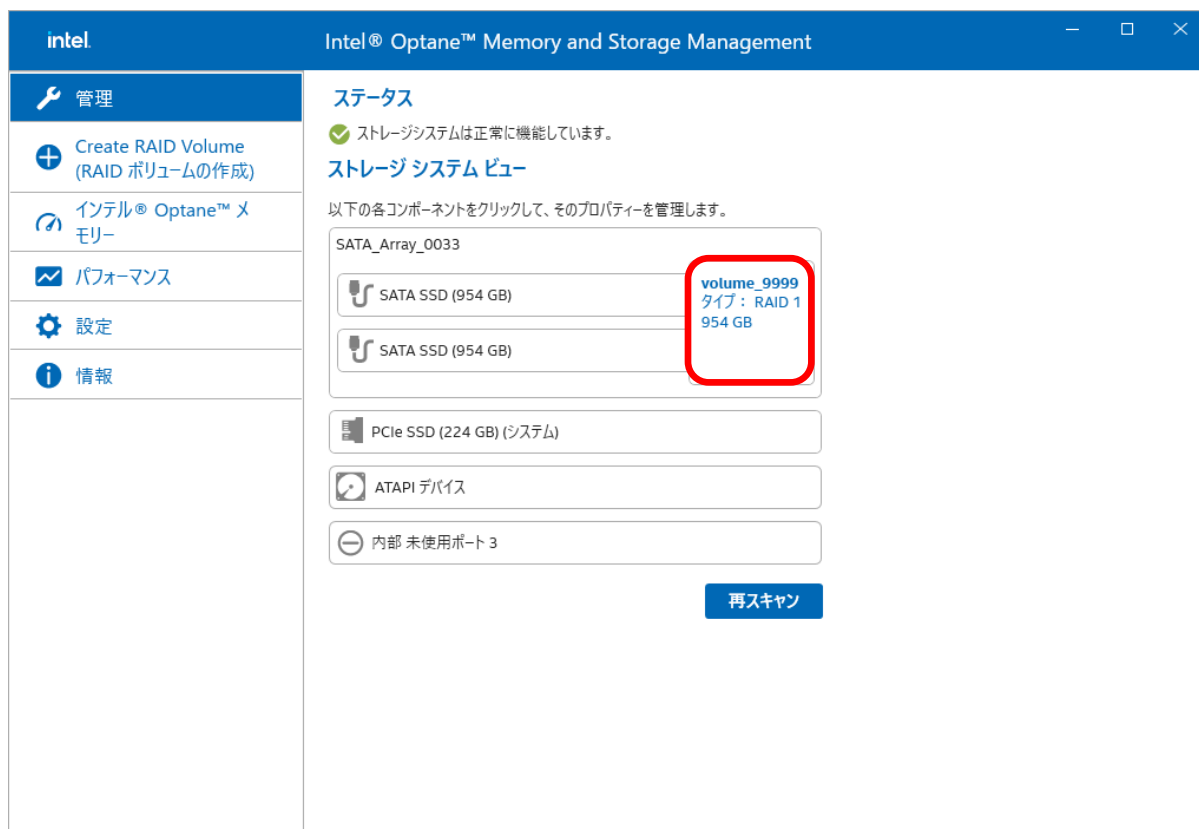 intel.
Intel® Optane™ Memory and Storage Management
管理
Create RAID Volume
(RAID ボリュームの作成)
インテル® Optane™ メ
モリー
パフォーマンス
設定
情報
ステータス
ストレージシステムは正常に機能しています。
ストレージ システム ビュー
以下の各コンポーネントをクリックして、そのプロパティーを管理します。
SATA_Array_0033
SATA SSD (954 GB)
SATA SSD (954 GB)
volume_9999
タイプ： RAID 1
954 GB
PCIe SSD (224 GB) (システム)
ATAPI デバイス
内部 未使用ポート 3
再スキャン